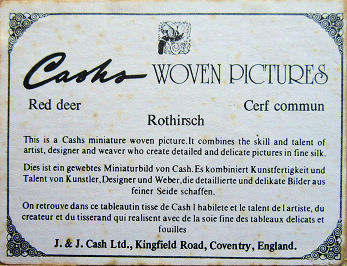 Cashs WOVEN PICTURES
Red deer Cerf commun
Rothirsch
This is a Cashs miniature woven picture.It combines the skill and talent of
artist, designer and weaver who create detailed and delicate pictures in fine silk.
Dies ist ein gewebtes Miniaturbild von Cash.Es kombiniert Kunstfertigkeit und
Talent von Kunstler,Designer und Weber,die detaillierte und delikate Bilder aus
feiner Seide schaffen.
On retrouve dans ce tableautin tisse de Cash l habilete et le talent de l artiste, du
createur et du tisserand qui realisent avec de la soie fine des tableaux delicats et
fouilles
J. & J. Cash Ltd., Kingfield Road, Coventry, England.